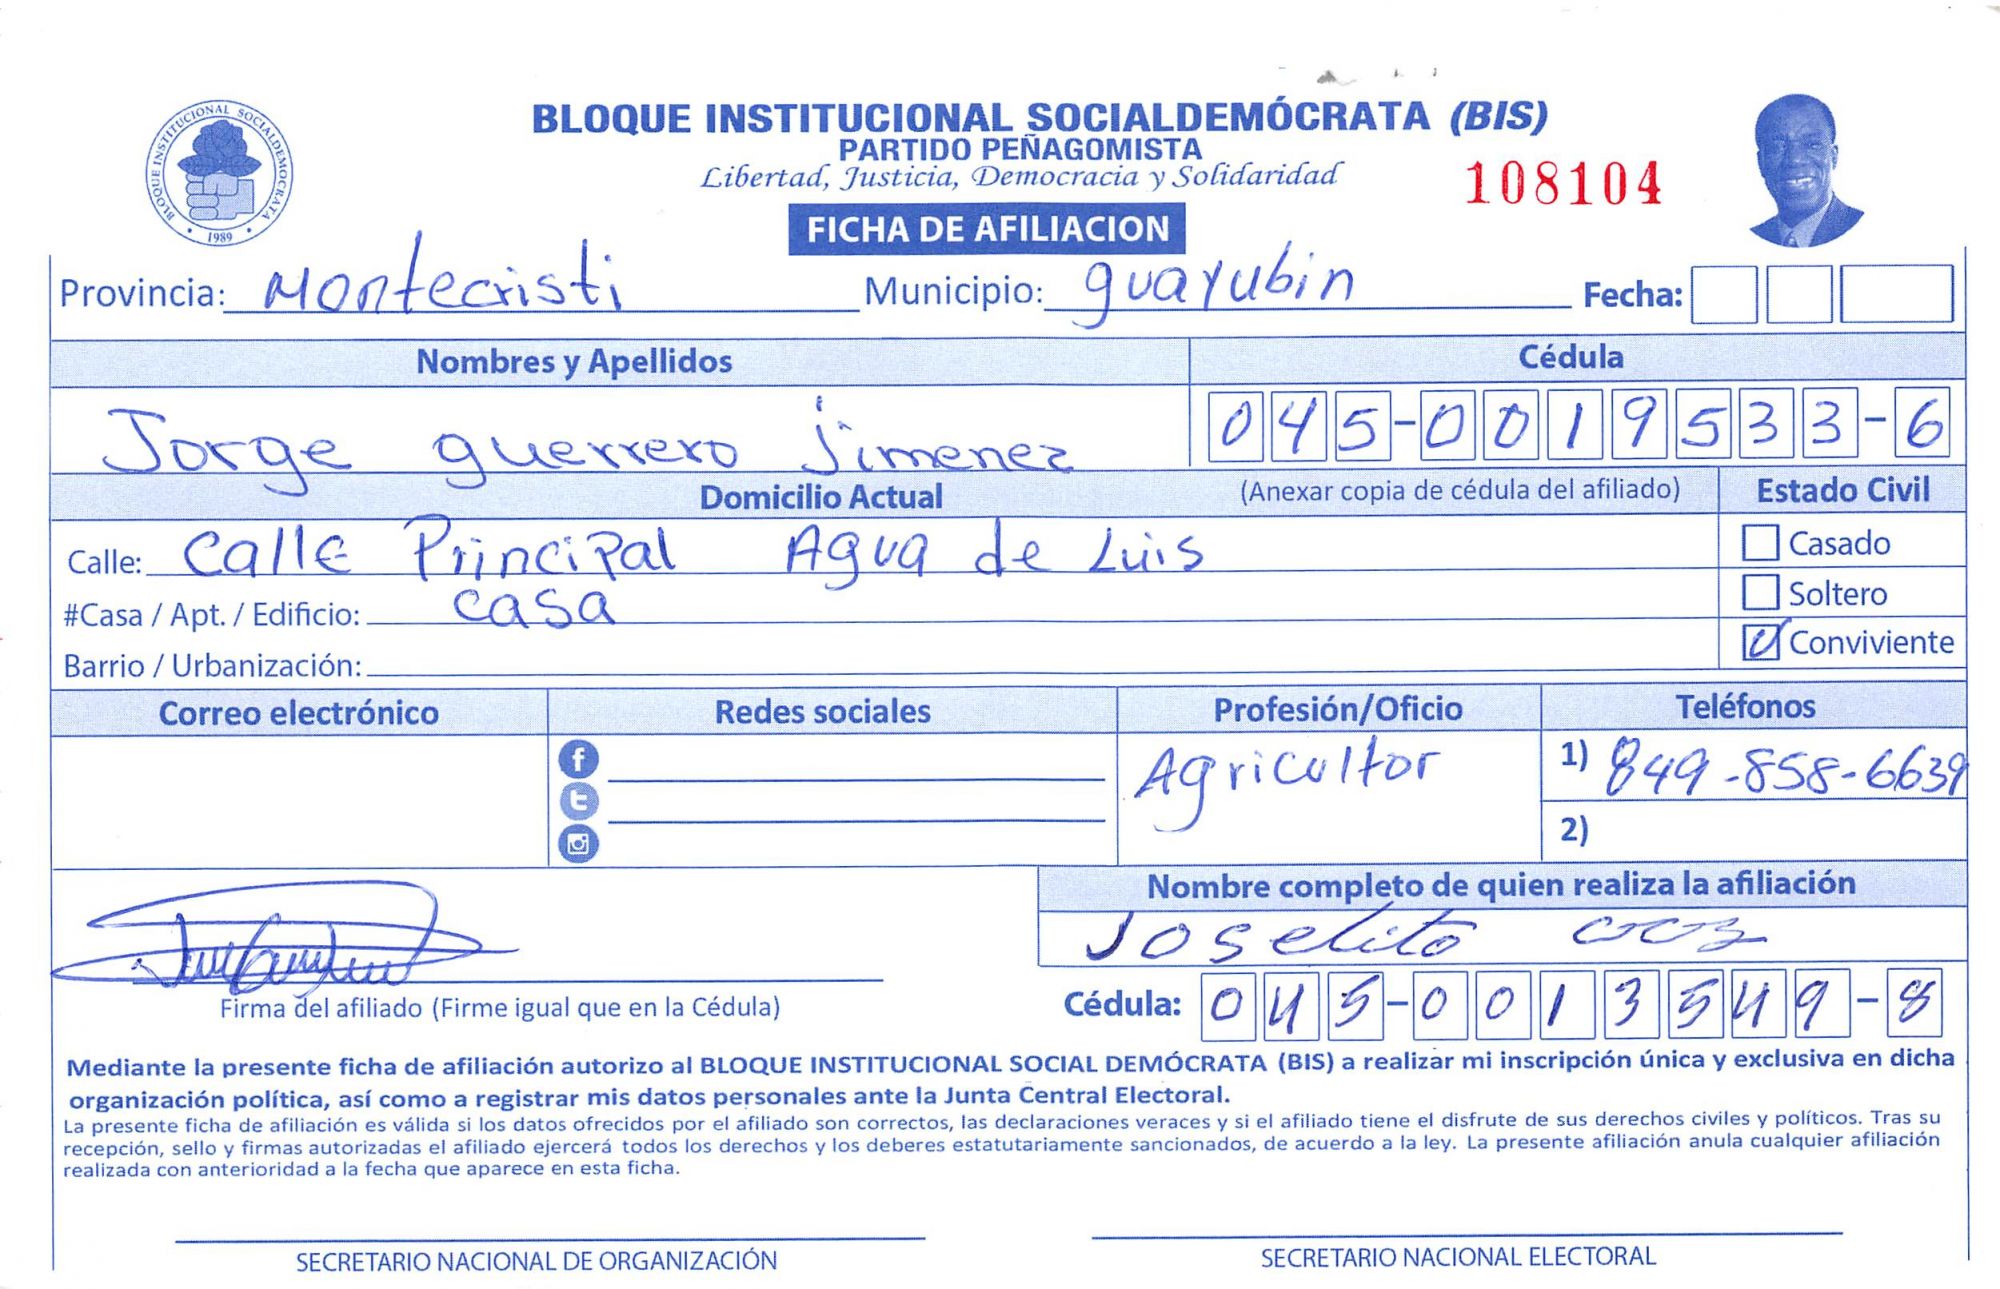 BLOQUE INSTITUCIONAL SOCIALDEMÓCRATA (BIS)
PARTIDO PEÑAGOMISTA
Libertad, Justicia, Democracia y Solidaridad
108104
BLOQUE INSTITUCIONAL SOCIALDEMOCRATA
1989
FICHA DE AFILIACION
Provincia: Montecristi Municipio: guayubin Fecha:
Nombres y Apellidos Cédula
Jorge guerrero jimenez 045-0019533-6
Domicilio Actual (Anexar copia de cédula del afiliado) Estado Civil
Calle: calle Principal Agua de Luis Casado
#Casa / Apt. / Edificio: casa Soltero
Barrio / Urbanización: Conviviente
Correo electrónico Redes sociales Profesión/Oficio Teléfonos
Agricultor 1) 849-858-6639
2)
Nombre completo de quien realiza la afiliación
Joselito
Firma del afiliado (Firme igual que en la Cédula) Cédula: 045-0013549-8
Mediante la presente ficha de afiliación autorizo al BLOQUE INSTITUCIONAL SOCIAL DEMÓCRATA (BIS) a realizar mi inscripción única y exclusiva en dicha
organización política, así como a registrar mis datos personales ante la Junta Central Electoral.
La presente ficha de afiliación es válida si los datos ofrecidos por el afiliado son correctos, las declaraciones veraces y si el afiliado tiene el disfrute de sus derechos civiles y políticos. Tras su
recepción, sello y firmas autorizadas el afiliado ejercerá todos los derechos y los deberes estatutariamente sancionados, de acuerdo a la ley. La presente afiliación anula cualquier afiliación
realizada con anterioridad a la fecha que aparece en esta ficha.
SECRETARIO NACIONAL DE ORGANIZACIÓN SECRETARIO NACIONAL ELECTORAL